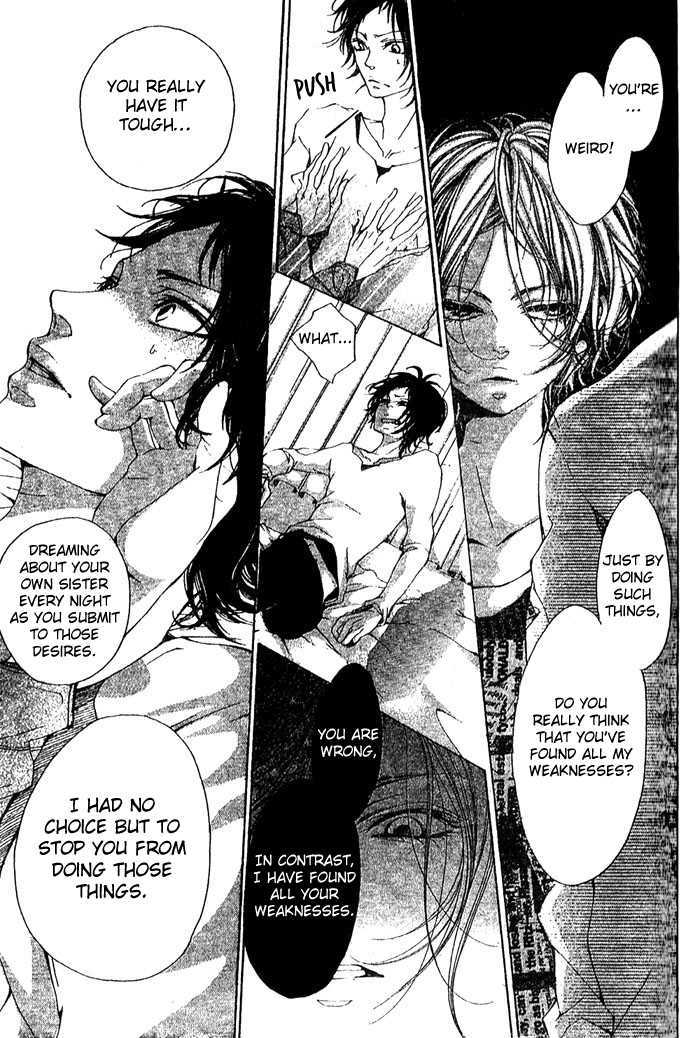 YOU'RE
...
WEIRD!
JUST BY
DOING
SUCH
THINGS,
DO YOU
REALLY THINK
THAT YOU'VE
FOUND ALL MY
WEAKNESSES?
PUSH
WHAT...
YOU ARE
WRONG,
IN CONTRAST,
I HAVE FOUND
ALL YOUR
WEAKNESSES.
YOU REALLY
HAVE IT
TOUGH...
DREAMING
ABOUT YOUR
OWN SISTER
EVERY NIGHT
AS YOU SUBMIT
TO THOSE
DESIRES.
I HAD NO
CHOICE BUT TO
STOP YOU FROM
DOING THOSE
THINGS.